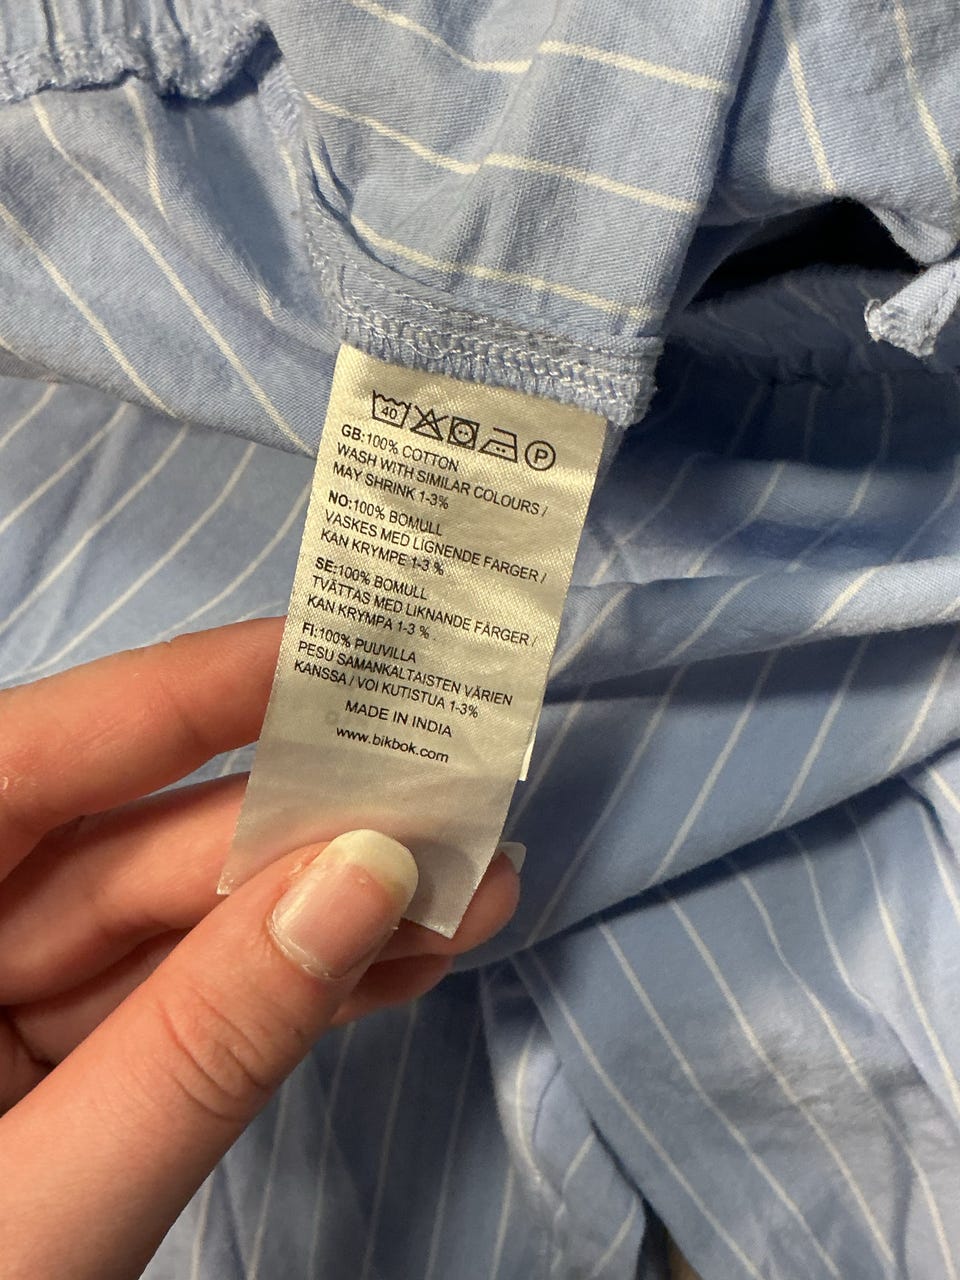 40 P
GB:100% COTTON
WASH WITH SIMILAR COLOURS /
MAY SHRINK 1-3%
NO:100% BOMULL
VASKES MED LIGNENDE FARGER /
KAN KRYMPE 1-3 %
SE:100% BOMULL
TVÄTTAS MED LIKNANDE FÄRGER /
KAN KRYMPA 1-3 %
FI:100% PUUVILLA
PESU SAMANKALTAISTEN VÄRIEN
KANSSA / VOI KUTISTUA 1-3%
MADE IN INDIA
www.bikbok.com